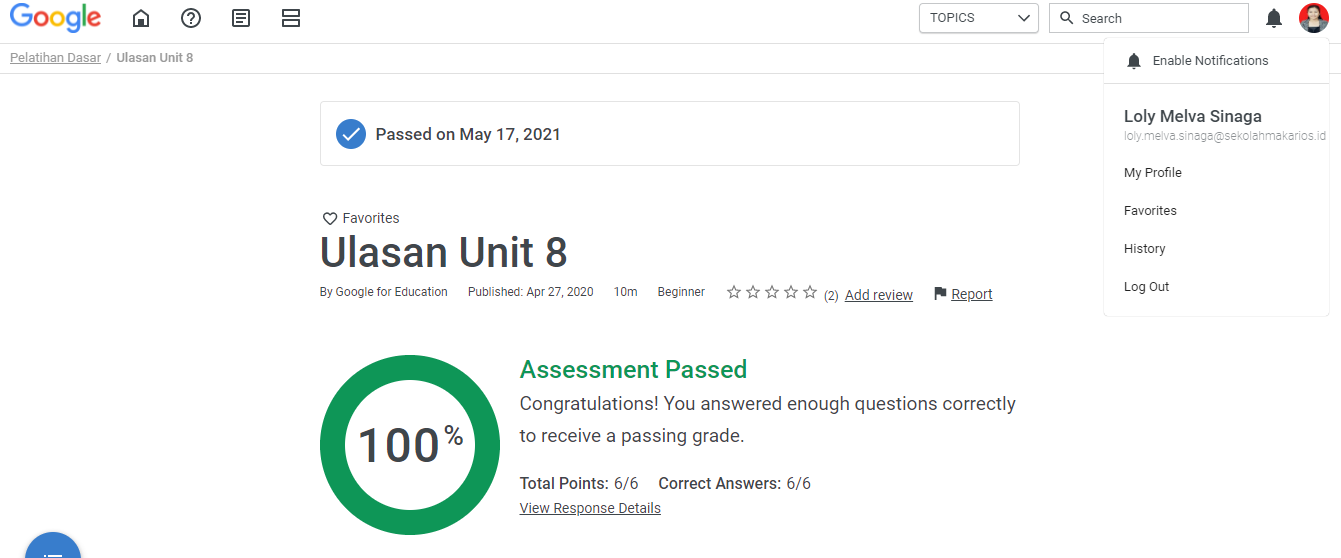 Google
TOPICS
Search
Pelatihan Dasar / Ulasan Unit 8
Enable Notifications
Loly Melva Sinaga
loly.melva.sinaga@sekolahmakarios.id
My Profile
Favorites
History
Log Out
Passed on May 17, 2021
Favorites
Ulasan Unit 8
By Google for Education Published: Apr 27, 2020 10m Beginner (2) Add review Report
100%
Assessment Passed
Congratulations! You answered enough questions correctly
to receive a passing grade.
Total Points: 6/6 Correct Answers: 6/6
View Response Details